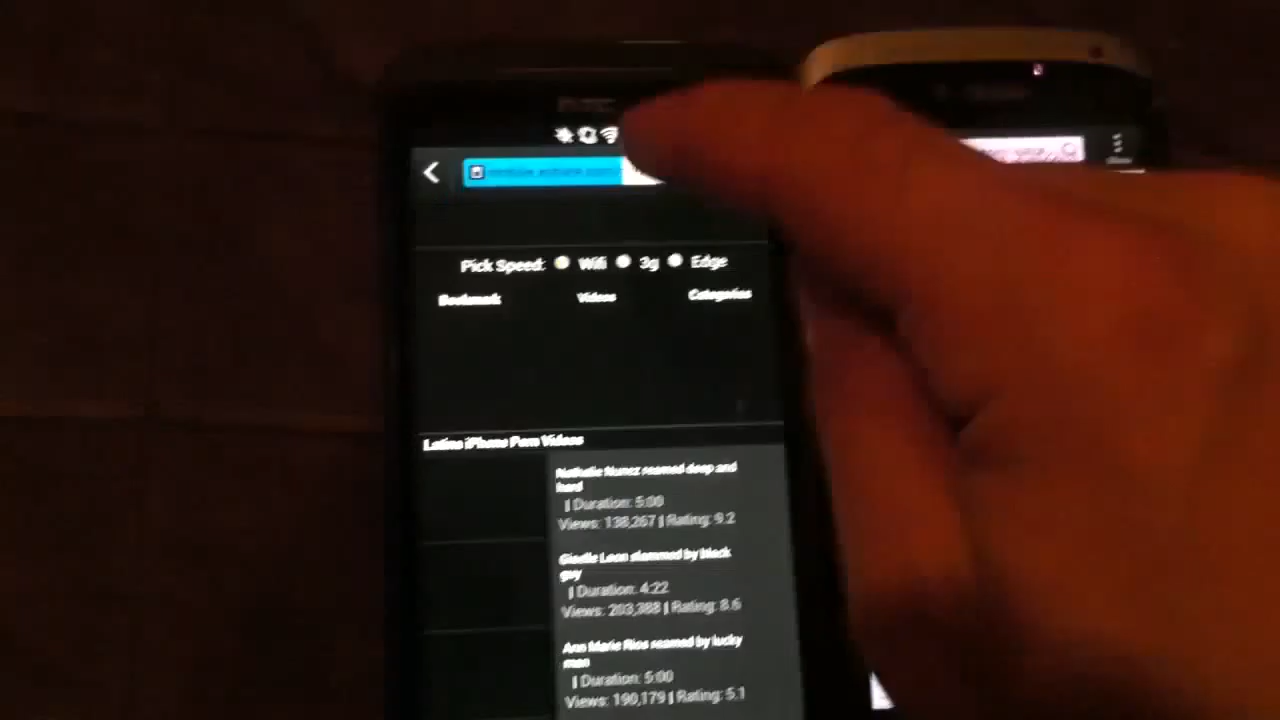 HTC
Pick Speed: Wifi 3g Edge
Bookmark Videos Categories
Latina iPhone Porn Videos
Nathalie Nunez reamed deep and
hard
| Duration: 5:00
Views: 138,267 | Rating: 9.2
Giselle Leon slammed by black
guy
| Duration: 4:22
Views: 203,388 | Rating: 8.6
Ann Marie Rios reamed by lucky
man
| Duration: 5:00
Views: 190,179 | Rating: 5.1